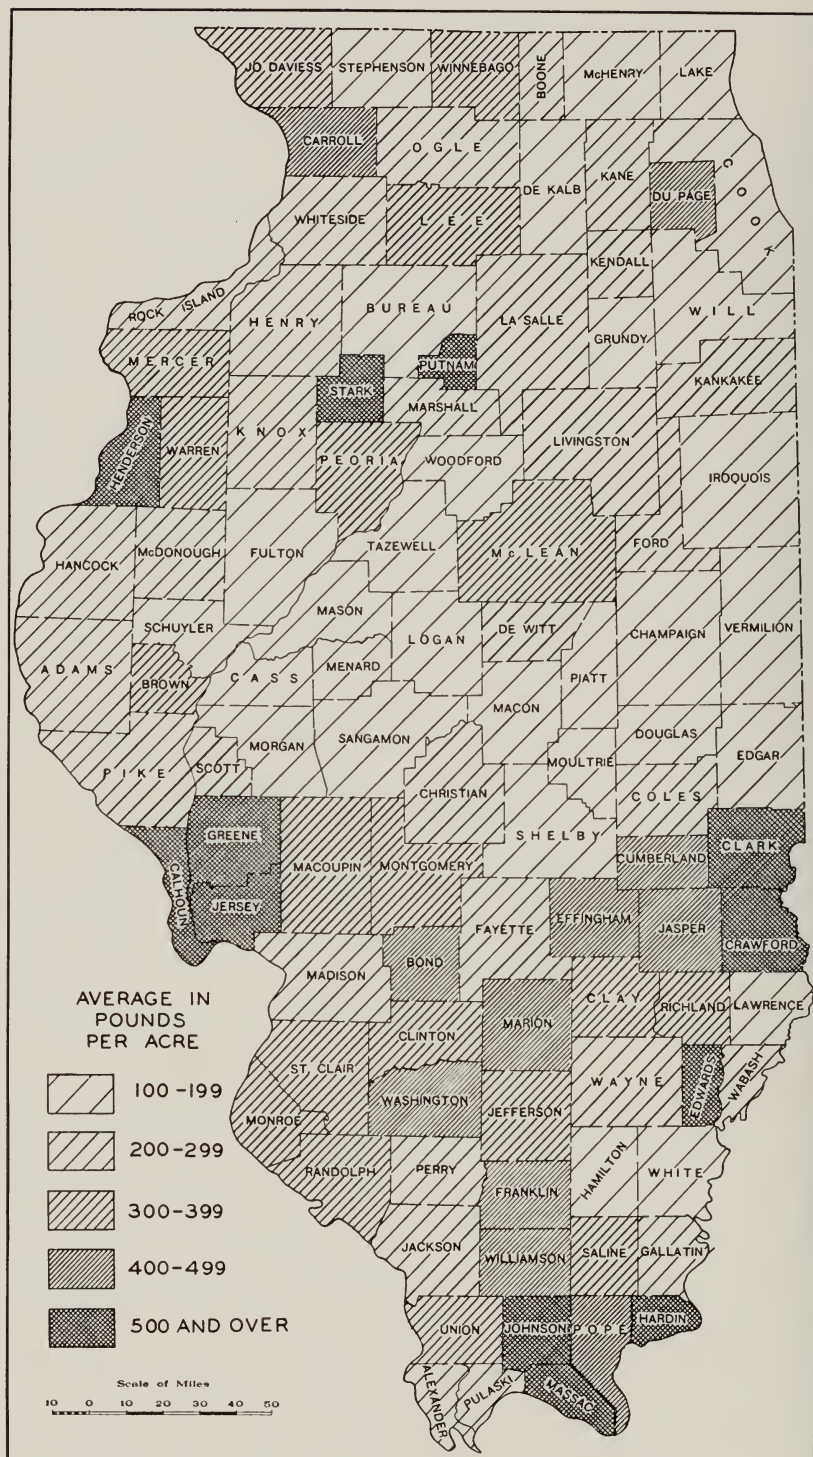 JO DAVIESS STEPHENSON WINNEBAGO BOONE McHENRY LAKE
CARROLL OGLE DE KALB KANE DU PAGE COOK
WHITESIDE LEE KENDALL
ROCK ISLAND HENRY BUREAU LA SALLE GRUNDY WILL
MERCER STARK PUTNAM KANKAKEE
HENDERSON WARREN KNOX PEORIA MARSHALL WOODFORD LIVINGSTON IROQUOIS
HANCOCK McDONOUGH FULTON TAZEWELL McLEAN FORD
SCHUYLER MASON LOGAN DE WITT CHAMPAIGN VERMILION
ADAMS BROWN CASS MENARD PIATT
PIKE SCOTT MORGAN SANGAMON MACON MOULTRIE DOUGLAS EDGAR
CHRISTIAN SHELBY COLES
CALHOUN GREENE MACOUPIN MONTGOMERY CUMBERLAND CLARK
JERSEY FAYETTE EFFINGHAM JASPER CRAWFORD
MADISON BOND CLAY RICHLAND LAWRENCE
ST. CLAIR CLINTON MARION WAYNE EDWARDS WABASH
MONROE WASHINGTON JEFFERSON
RANDOLPH PERRY FRANKLIN HAMILTON WHITE
JACKSON WILLIAMSON SALINE GALLATIN
UNION JOHNSON POPE HARDIN
ALEXANDER PULASKI MASSAC
AVERAGE IN
POUNDS
PER ACRE
100-199
200-299
300-399
400-499
500 AND OVER
Scale of Miles
10 0 10 20 30 40 50